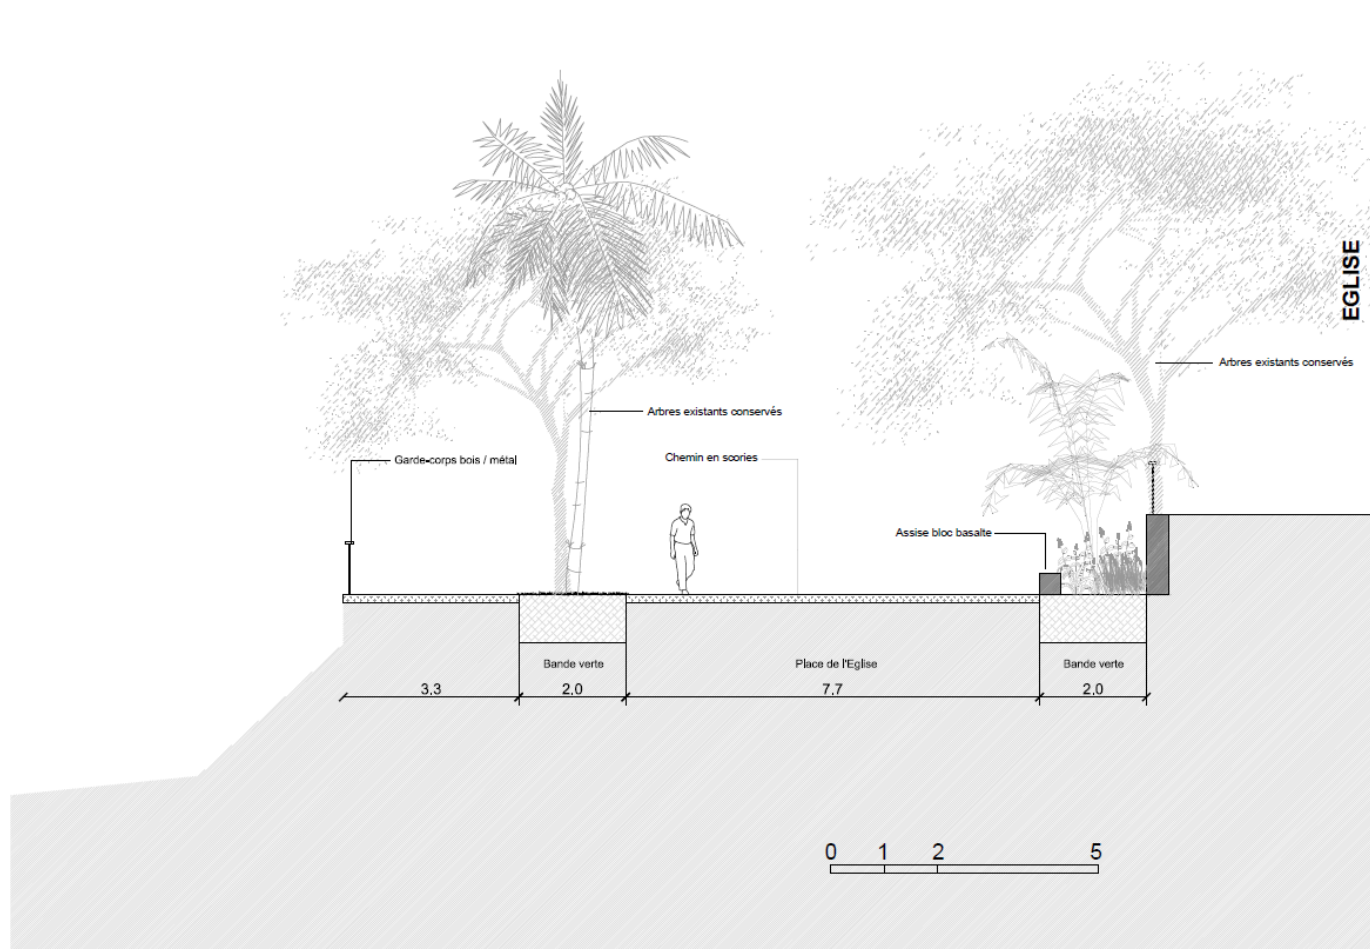 EGLISE
Arbres existants conservés
Arbres existants conservés
Garde-corps bois / métal
Chemin en scories
Assise bloc basalte
Bande verte
Place de l'Eglise
Bande verte
3.3
2.0
7.7
2.0
0 1 2 5